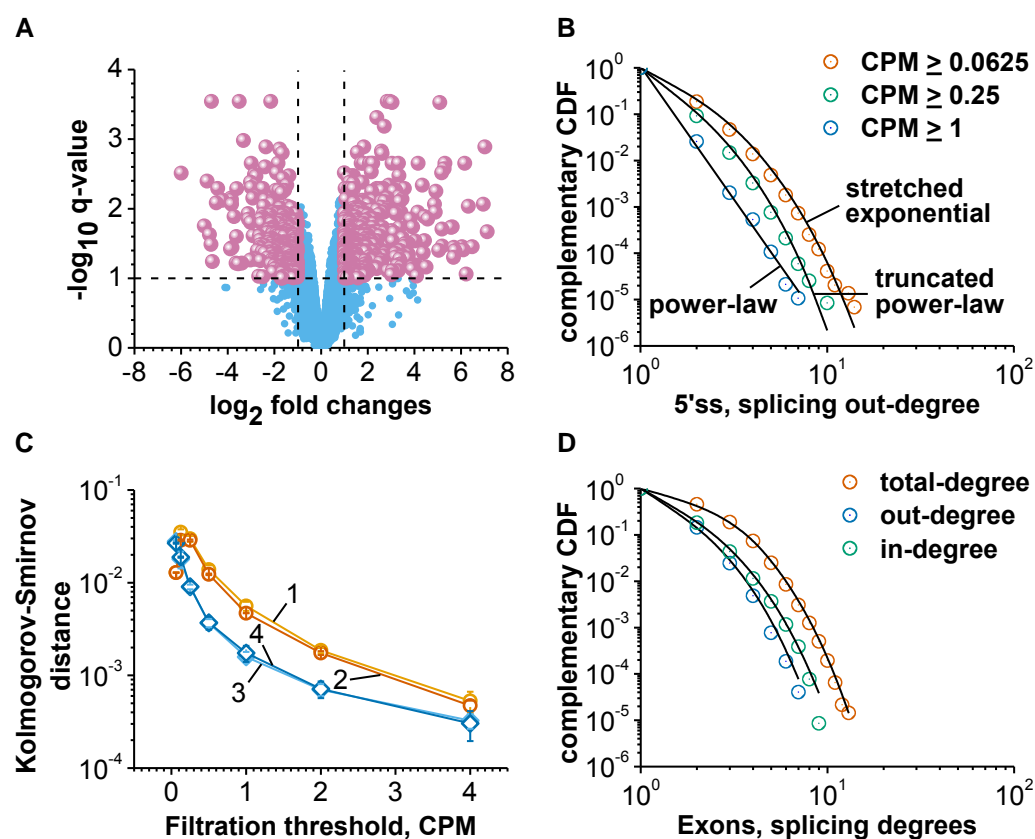 A
-log10 q-value
4
3
2
1
0
-8 -6 -4 -2 0 2 4 6 8
log2 fold changes
B
complementary CDF
10^0
10^-1
10^-2
10^-3
10^-4
10^-5
10^-6
CPM ≥ 0.0625
CPM ≥ 0.25
CPM ≥ 1
stretched
exponential
truncated
power-law
power-law
10^0 10^1 10^2
5'ss, splicing out-degree
C
Kolmogorov-Smirnov
distance
10^-1
10^-2
10^-3
10^-4
1
4
3
2
0 1 2 3 4
Filtration threshold, CPM
D
complementary CDF
10^0
10^-1
10^-2
10^-3
10^-4
10^-5
10^-6
total-degree
out-degree
in-degree
10^0 10^1 10^2
Exons, splicing degrees